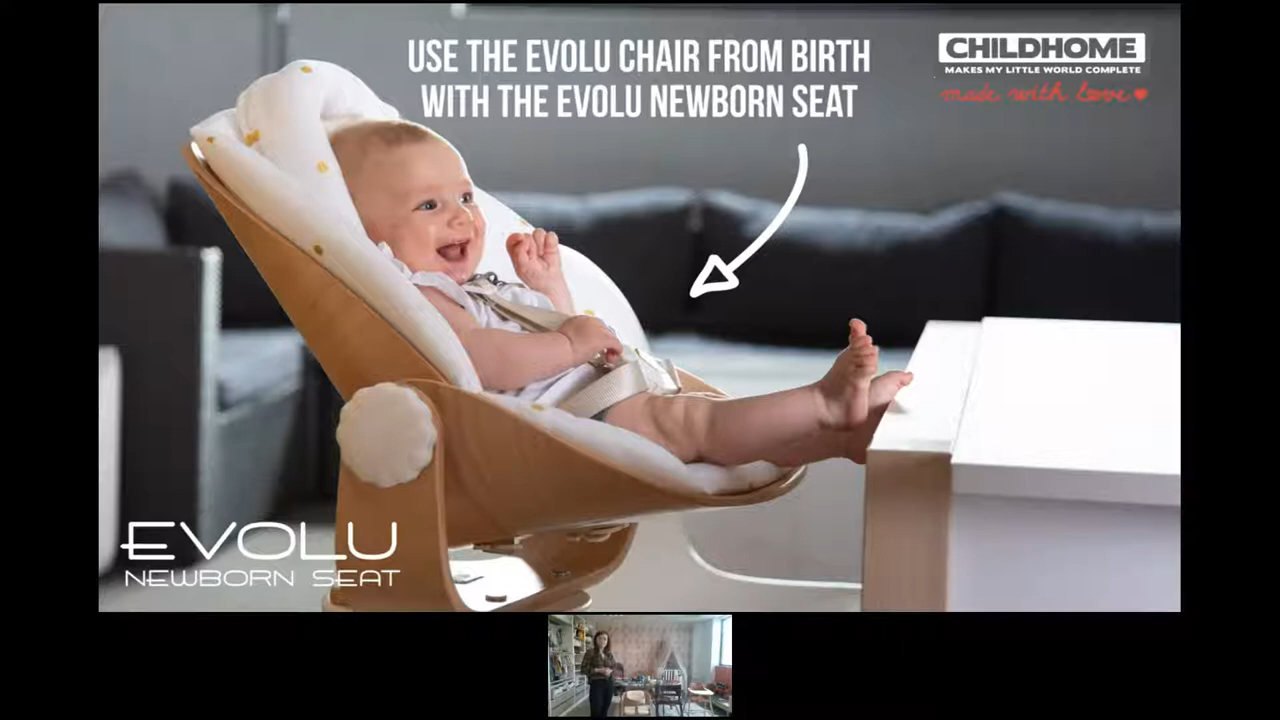 USE THE EVOLU CHAIR FROM BIRTH
WITH THE EVOLU NEWBORN SEAT
CHILDHOME
MAKES MY LITTLE WORLD COMPLETE
made with love
EVOLU
NEWBORN SEAT